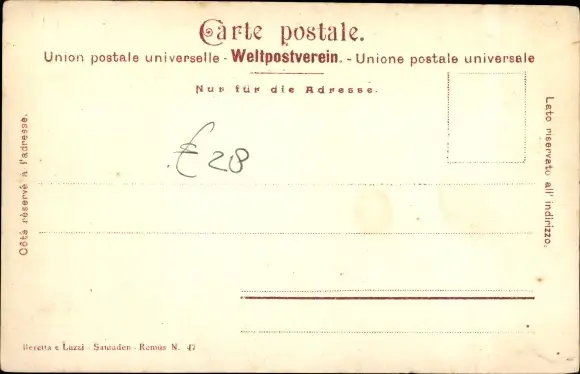 Carte postale.
Union postale universelle - Weltpostverein. - Unione postale universale
Nur für die Adresse.
Côté réservé à l'adresse.
Lato riservato all' indirizzo.
£28
Beretta e Luzzi - Samaden - Remüs N. 47